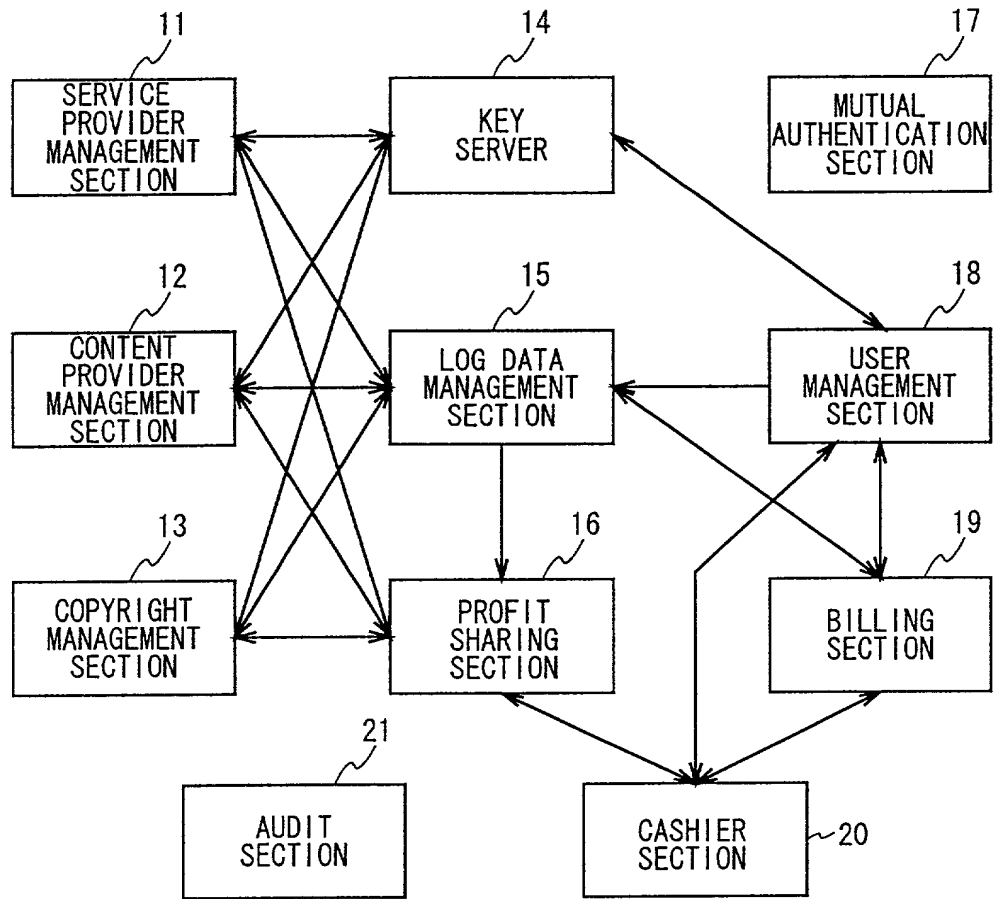 11
SERVICE
PROVIDER
MANAGEMENT
SECTION
14
KEY
SERVER
17
MUTUAL
AUTHENTICATION
SECTION
12
CONTENT
PROVIDER
MANAGEMENT
SECTION
15
LOG DATA
MANAGEMENT
SECTION
18
USER
MANAGEMENT
SECTION
13
COPYRIGHT
MANAGEMENT
SECTION
16
PROFIT
SHARING
SECTION
19
BILLING
SECTION
21
AUDIT
SECTION
CASHIER
SECTION
20